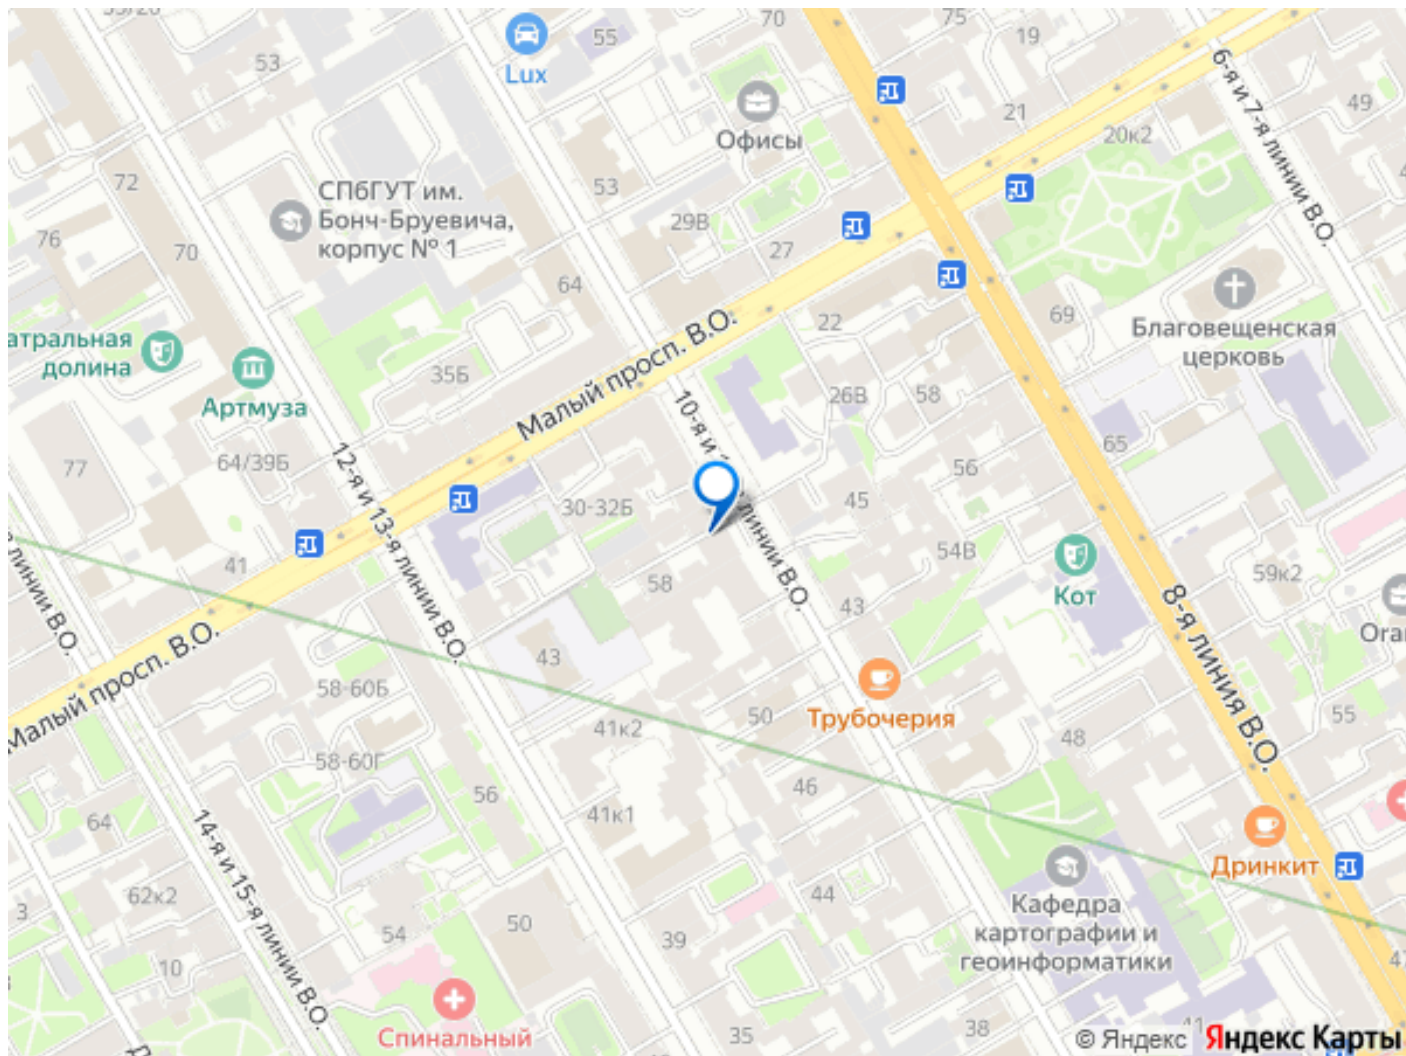 70
75
19
55
Lux
53
6-я и 7-я линии В.О.
49
Офисы
21
20к2
72
СПбГУТ им.
Бонч-Бруевича,
корпус № 1
53
29В
27
76
70
64
69
Благовещенская
церковь
22
атральная
долина
Артмуза
35Б
Малый просп. В.О.
26В
58
65
77
64/39Б
12-я и 13-я линии В.О.
10-я и
линии В.О.
30-32Б
45
56
54В
41
58
43
Кот
59к2
8-я линия В.О.
линии В.О.
Малый просп. В.О.
43
58-60Б
41к2
50
Трубочерия
48
55
58-60Г
56
46
41к1
64
14-я и 15-я линии В.О.
Дринкит
62к2
3
54
50
44
39
Кафедра
картографии и
геоинформатики
47
10
Спинальный
35
38
41
© Яндекс
Яндекс Карты